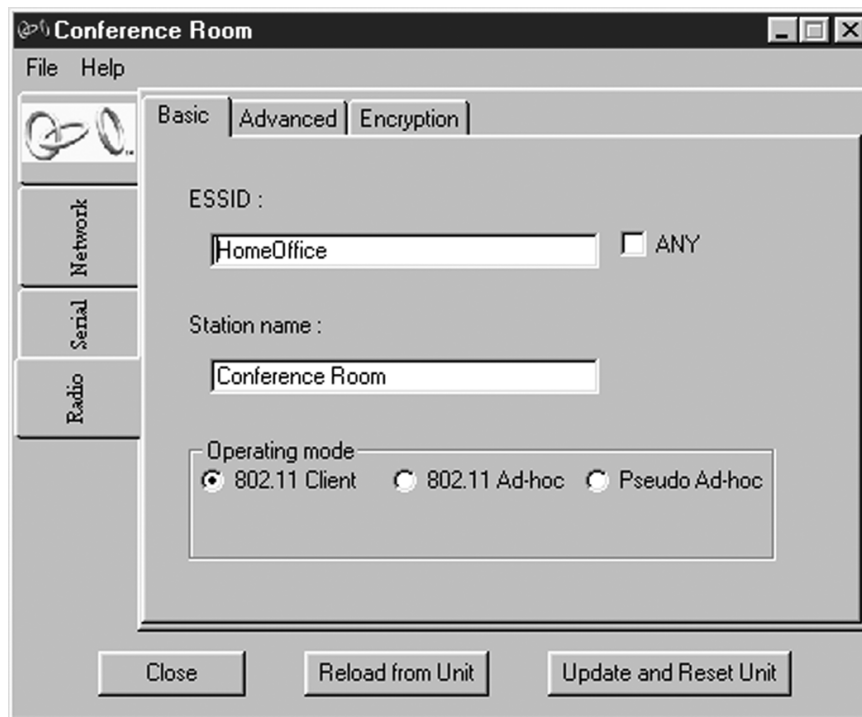 Conference Room
File Help
Basic Advanced Encryption
Network
Serial
Radio
ESSID :
HomeOffice ANY
Station name :
Conference Room
Operating mode
802.11 Client 802.11 Ad-hoc Pseudo Ad-hoc
Close Reload from Unit Update and Reset Unit